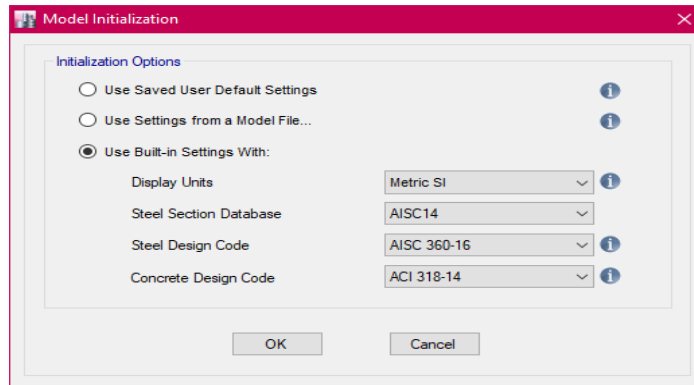 Model Initialization
Initialization Options
Use Saved User Default Settings
Use Settings from a Model File...
Use Built-in Settings With:
Display Units Metric SI
Steel Section Database AISC14
Steel Design Code AISC 360-16
Concrete Design Code ACI 318-14
OK Cancel